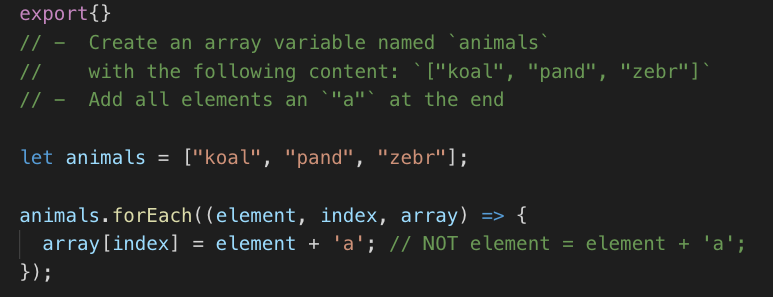 export{}
// –  Create an array variable named `animals`
//    with the following content: `["koal", "pand", "zebr"]`
// –  Add all elements an `"a"` at the end
let animals = ["koal", "pand", "zebr"];
animals.forEach((element, index, array) => {
  array[index] = element + 'a'; // NOT element = element + 'a';
});